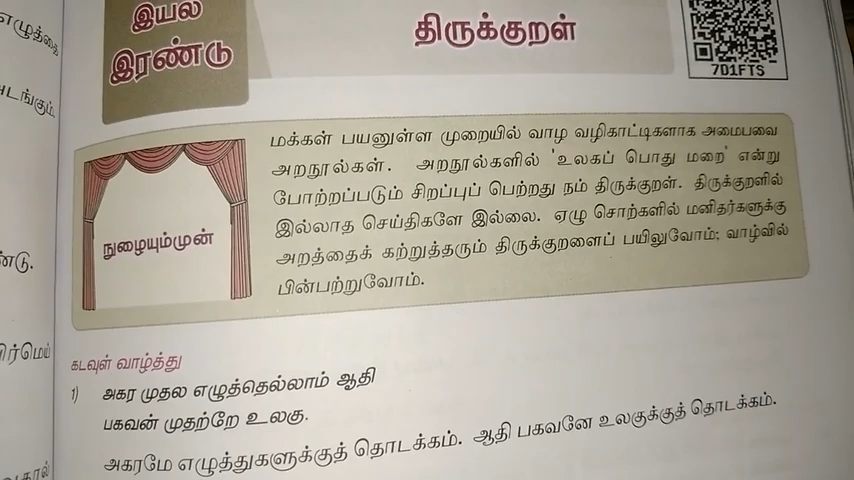 இயல்
இரண்டு
திருக்குறள்
7D1FTS
மக்கள் பயனுள்ள முறையில் வாழ வழிகாட்டிகளாக அமைபவை
அறநூல்கள். அறநூல்களில் 'உலகப் பொது மறை' என்று
போற்றப்படும் சிறப்புப் பெற்றது நம் திருக்குறள். திருக்குறளில்
இல்லாத செய்திகளே இல்லை. ஏழு சொற்களில் மனிதர்களுக்கு
அறத்தைக் கற்றுத்தரும் திருக்குறளைப் பயிலுவோம்; வாழ்வில்
பின்பற்றுவோம்.
நுழையும்முன்
கடவுள் வாழ்த்து
1) அகர முதல எழுத்தெல்லாம் ஆதி
பகவன் முதற்றே உலகு.
அகரமே எழுத்துகளுக்குத் தொடக்கம். ஆதி பகவனே உலகுக்குத் தொடக்கம்.